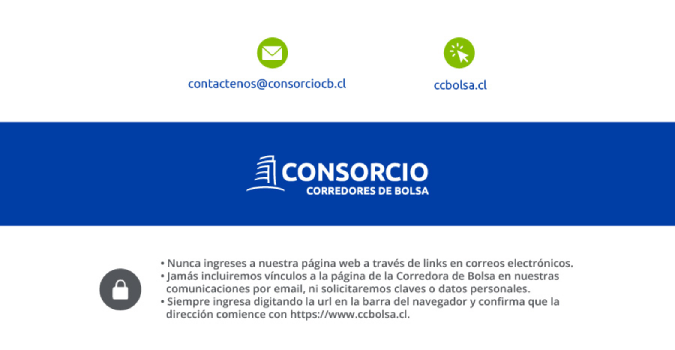 contactenos@consorciocb.cl
ccbolsa.cl
CONSORCIO
CORREDORES DE BOLSA
• Nunca ingreses a nuestra página web a través de links en correos electrónicos.
• Jamás incluiremos vínculos a la página de la Corredora de Bolsa en nuestras
comunicaciones por email, ni solicitaremos claves o datos personales.
• Siempre ingresa digitando la url en la barra del navegador y confirma que la
dirección comience con https://www.ccbolsa.cl.